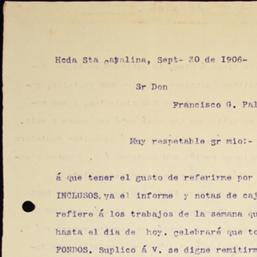 Hcda Sta Catalina, Sept- 30 de 1906-
Sr Don
Francisco G. Pal
Muy respetable sr mio:-
á que tener el gusto de referirme por
INCLUSOS, ya el informe y notas de caj
refiere á los trabajos de la semana qu
hasta el dia de hoy. celebraré que to
FONDOS. Suplico á V. se digne remitirm